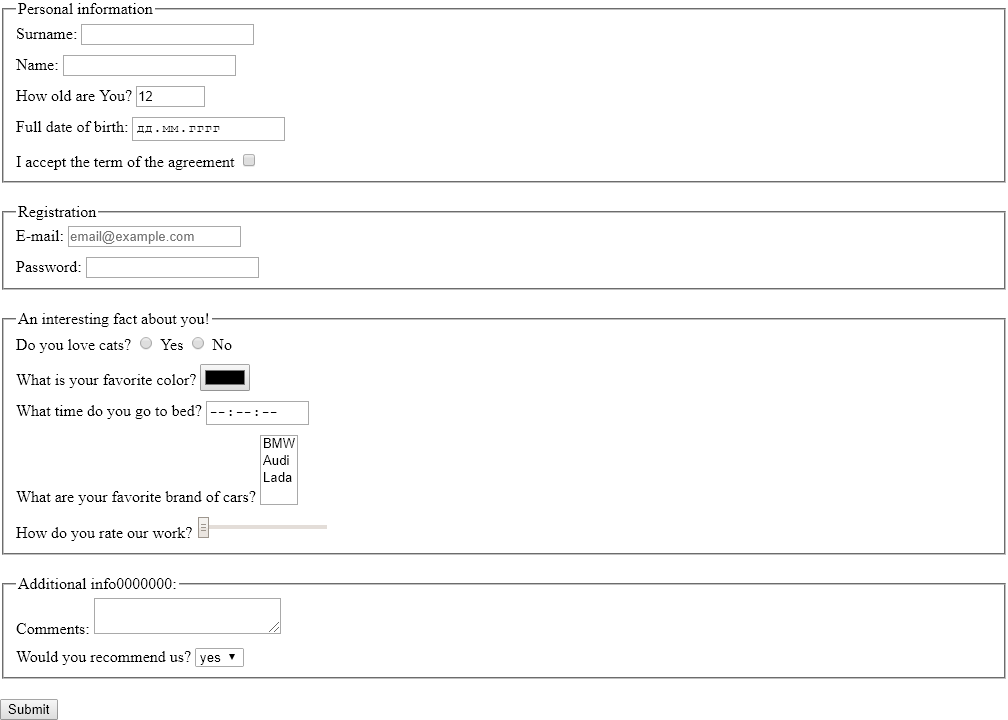 Personal information
Surname:
Name:
How old are You? 12
Full date of birth: дд.мм.гггг
I accept the term of the agreement
Registration
E-mail: email@example.com
Password:
An interesting fact about you!
Do you love cats? Yes No
What is your favorite color?
What time do you go to bed? --:--:--
BMW
Audi
Lada
What are your favorite brand of cars?
How do you rate our work?
Additional info0000000:
Comments:
Would you recommend us? yes
Submit